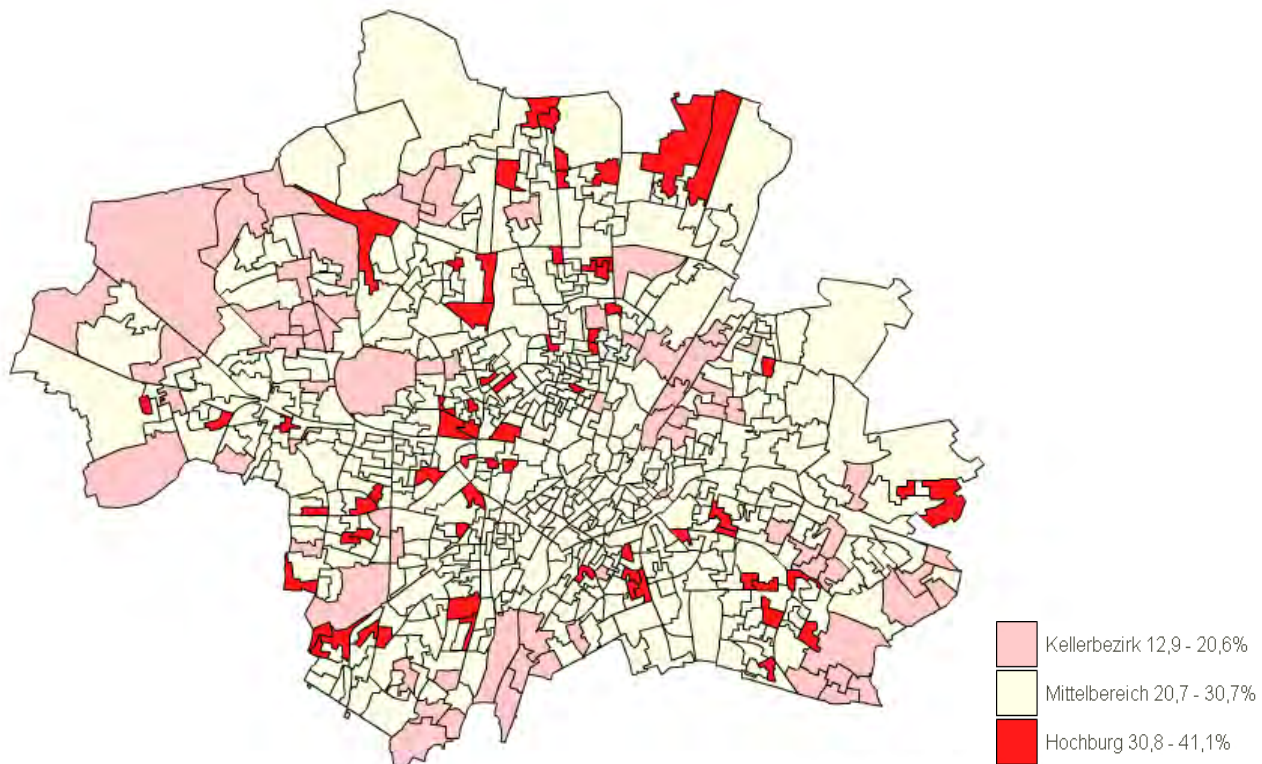 Kellerbezirk 12,9 - 20,6%
Mittelbereich 20,7 - 30,7%
Hochburg 30,8 - 41,1%